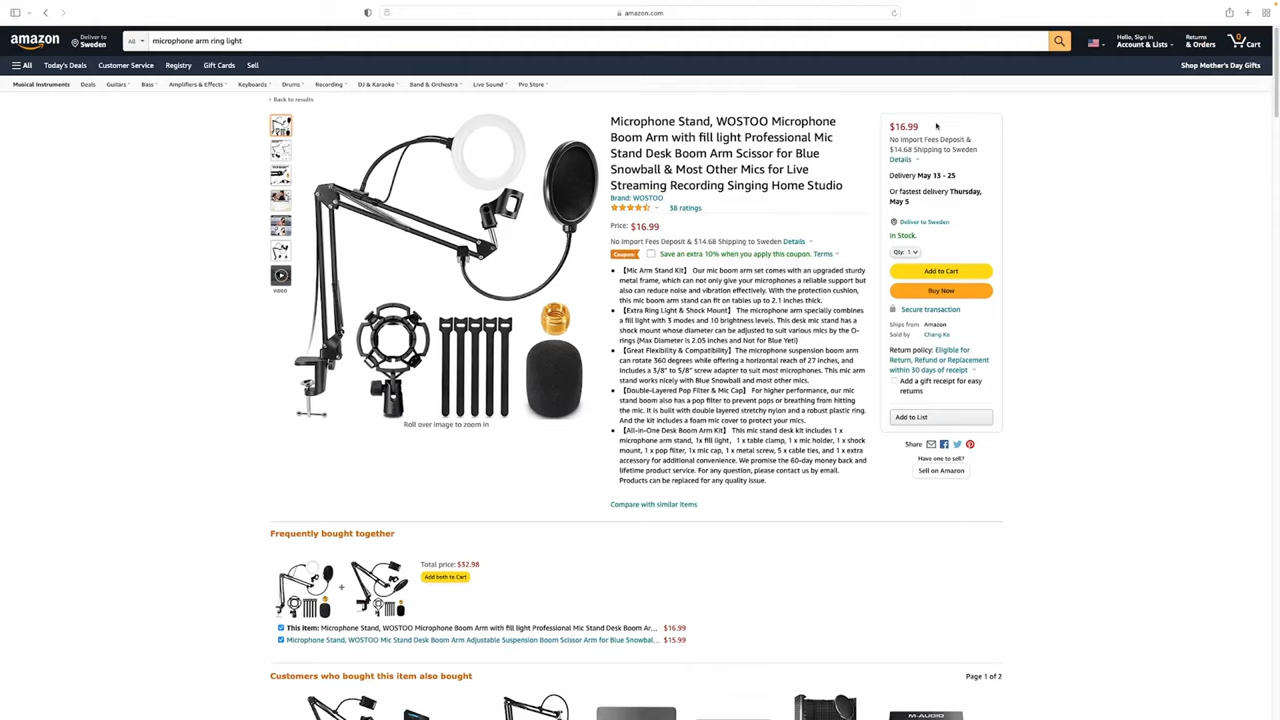 amazon.com
amazon
Deliver to
Sweden
All
microphone arm ring light
Hello, Sign in
Account & Lists
Returns
& Orders
0
Cart
All
Today's Deals
Customer Service
Registry
Gift Cards
Sell
Shop Mother's Day Gifts
Musical Instruments
Deals
Guitars
Bass
Amplifiers & Effects
Keyboards
Drums
Recording
DJ & Karaoke
Band & Orchestra
Live Sound
Pro Store
‹ Back to results
VIDEO
Roll over image to zoom in
Microphone Stand, WOSTOO Microphone
Boom Arm with fill light Professional Mic
Stand Desk Boom Arm Scissor for Blue
Snowball & Most Other Mics for Live
Streaming Recording Singing Home Studio
Brand: WOSTOO
38 ratings
Price: $16.99
No Import Fees Deposit & $14.68 Shipping to Sweden Details
Coupon: Save an extra 10% when you apply this coupon. Terms
• 【Mic Arm Stand Kit】 Our mic boom arm set comes with an upgraded sturdy
metal frame, which can not only give your microphones a reliable support but
also can reduce noise and vibration effectively. With the protection cushion,
this mic boom arm stand can fit on tables up to 2.1 inches thick.
• 【Extra Ring Light & Shock Mount】 The microphone arm specially combines
a fill light with 3 modes and 10 brightness levels. This desk mic stand has a
shock mount whose diameter can be adjusted to suit various mics by the O-
rings (Max Diameter is 2.05 inches and Not for Blue Yeti)
• 【Great Flexibility & Compatibility】 The microphone suspension boom arm
can rotate 360 degrees while offering a horizontal reach of 27 inches, and
includes a 3/8” to 5/8” screw adapter to suit most microphones. This mic arm
stand works nicely with Blue Snowball and most other mics.
• 【Double-Layered Pop Filter & Mic Cap】 For higher performance, our mic
stand boom also has a pop filter to prevent pops or breathing from hitting
the mic. It is built with double layered stretchy nylon and a robust plastic ring.
And the kit includes a foam mic cover to protect your mics.
• 【All-in-One Desk Boom Arm Kit】 This mic stand desk kit includes 1 x
microphone arm stand, 1x fill light, 1 x table clamp, 1 x mic holder, 1 x shock
mount, 1 x pop filter, 1x mic cap, 1 x metal screw, 5 x cable ties, and 1 x extra
accessory for additional convenience. We promise the 60-day money back and
lifetime product service. For any question, please contact us by email.
Products can be replaced for any quality issue.
Compare with similar items
$16.99
No Import Fees Deposit &
$14.68 Shipping to Sweden
Details
Delivery May 13 - 25
Or fastest delivery Thursday,
May 5
Deliver to Sweden
In Stock.
Qty: 1
Add to Cart
Buy Now
Secure transaction
Ships from Amazon
Sold by Chang Ke
Return policy: Eligible for
Return, Refund or Replacement
within 30 days of receipt
Add a gift receipt for easy
returns
Add to List
Share
Have one to sell?
Sell on Amazon
Frequently bought together
+
Total price: $32.98
Add both to Cart
This item: Microphone Stand, WOSTOO Microphone Boom Arm with fill light Professional Mic Stand Desk Boom Ar... $16.99
Microphone Stand, WOSTOO Mic Stand Desk Boom Arm Adjustable Suspension Boom Scissor Arm for Blue Snowbal... $15.99
Customers who bought this item also bought
Page 1 of 2
M-AUDIO